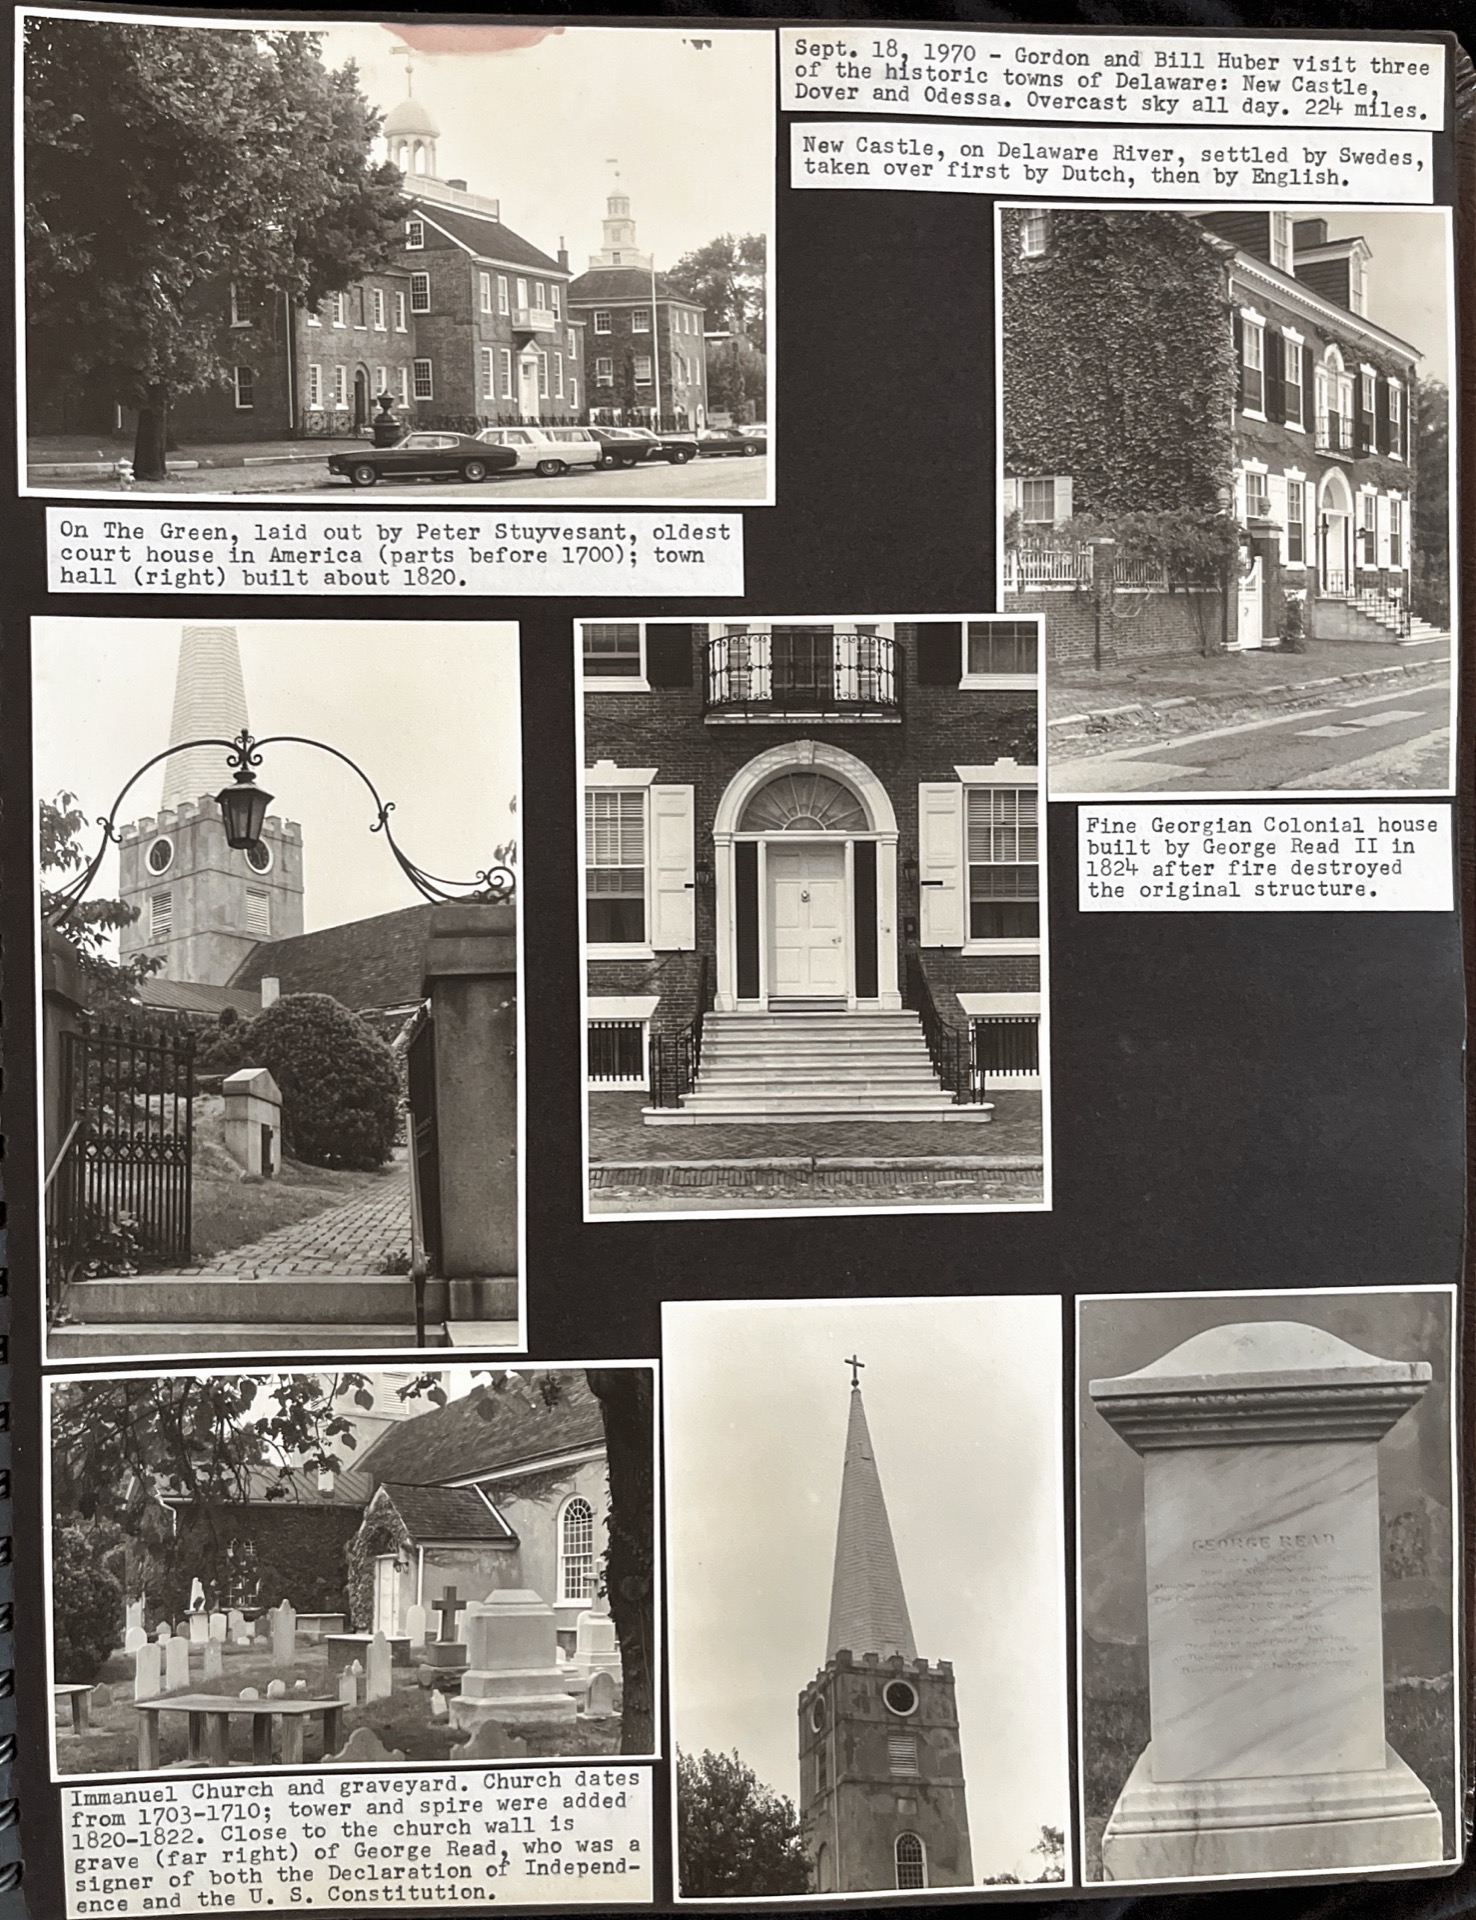 Sept. 18, 1970 - Gordon and Bill Huber visit three
of the historic towns of Delaware: New Castle,
Dover and Odessa. Overcast sky all day. 224 miles.
New Castle, on Delaware River, settled by Swedes,
taken over first by Dutch, then by English.
On The Green, laid out by Peter Stuyvesant, oldest
court house in America (parts before 1700); town
hall (right) built about 1820.
Fine Georgian Colonial house
built by George Read II in
1824 after fire destroyed
the original structure.
Immanuel Church and graveyard. Church dates
from 1703-1710; tower and spire were added
1820-1822. Close to the church wall is
grave (far right) of George Read, who was a
signer of both the Declaration of Independ-
ence and the U. S. Constitution.
GEORGE READ